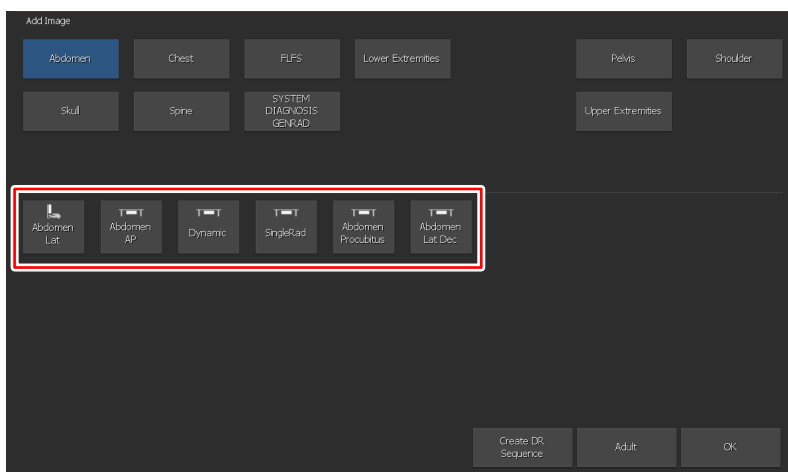 Add Image
Abdomen
Chest
FLFS
Lower Extremities
Pelvis
Shoulder
Skull
Spine
SYSTEM
DIAGNOSIS
GENRAD
Upper Extremities
Abdomen
Lat
Abdomen
AP
Dynamic
SingleRad
Abdomen
Procubitus
Abdomen
Lat Dec
Create DR
Sequence
Adult
OK